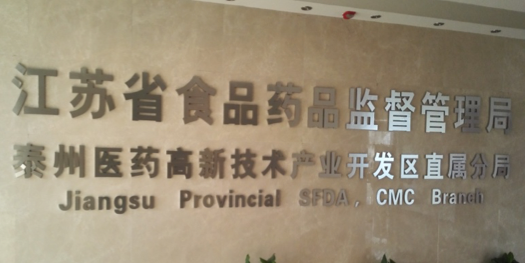 江苏省食品药品监督管理局
泰州医药高新技术产业开发区直属分局
Jiangsu Provincial SFDA, CMC Branch